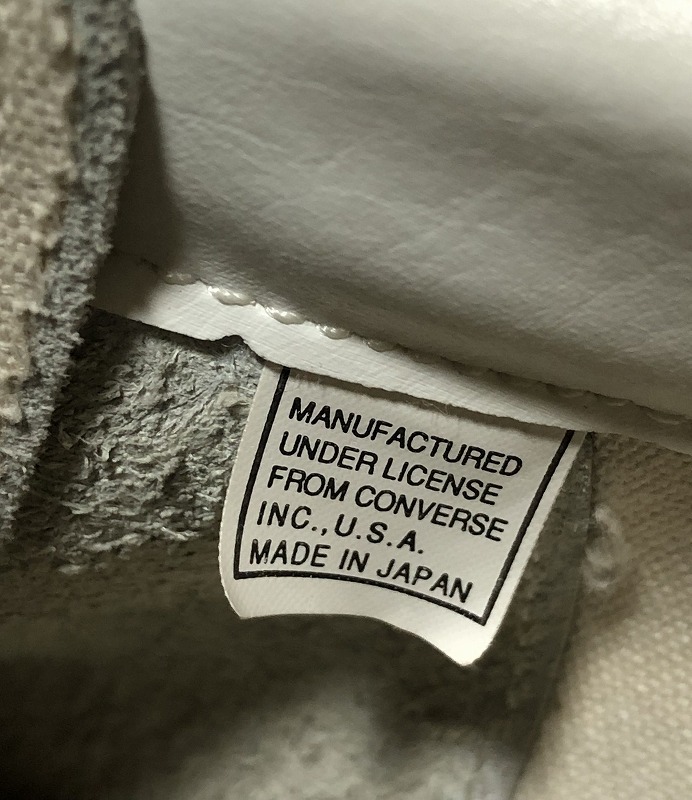 MANUFACTURED
UNDER LICENSE
FROM CONVERSE
INC., U.S.A.
MADE IN JAPAN